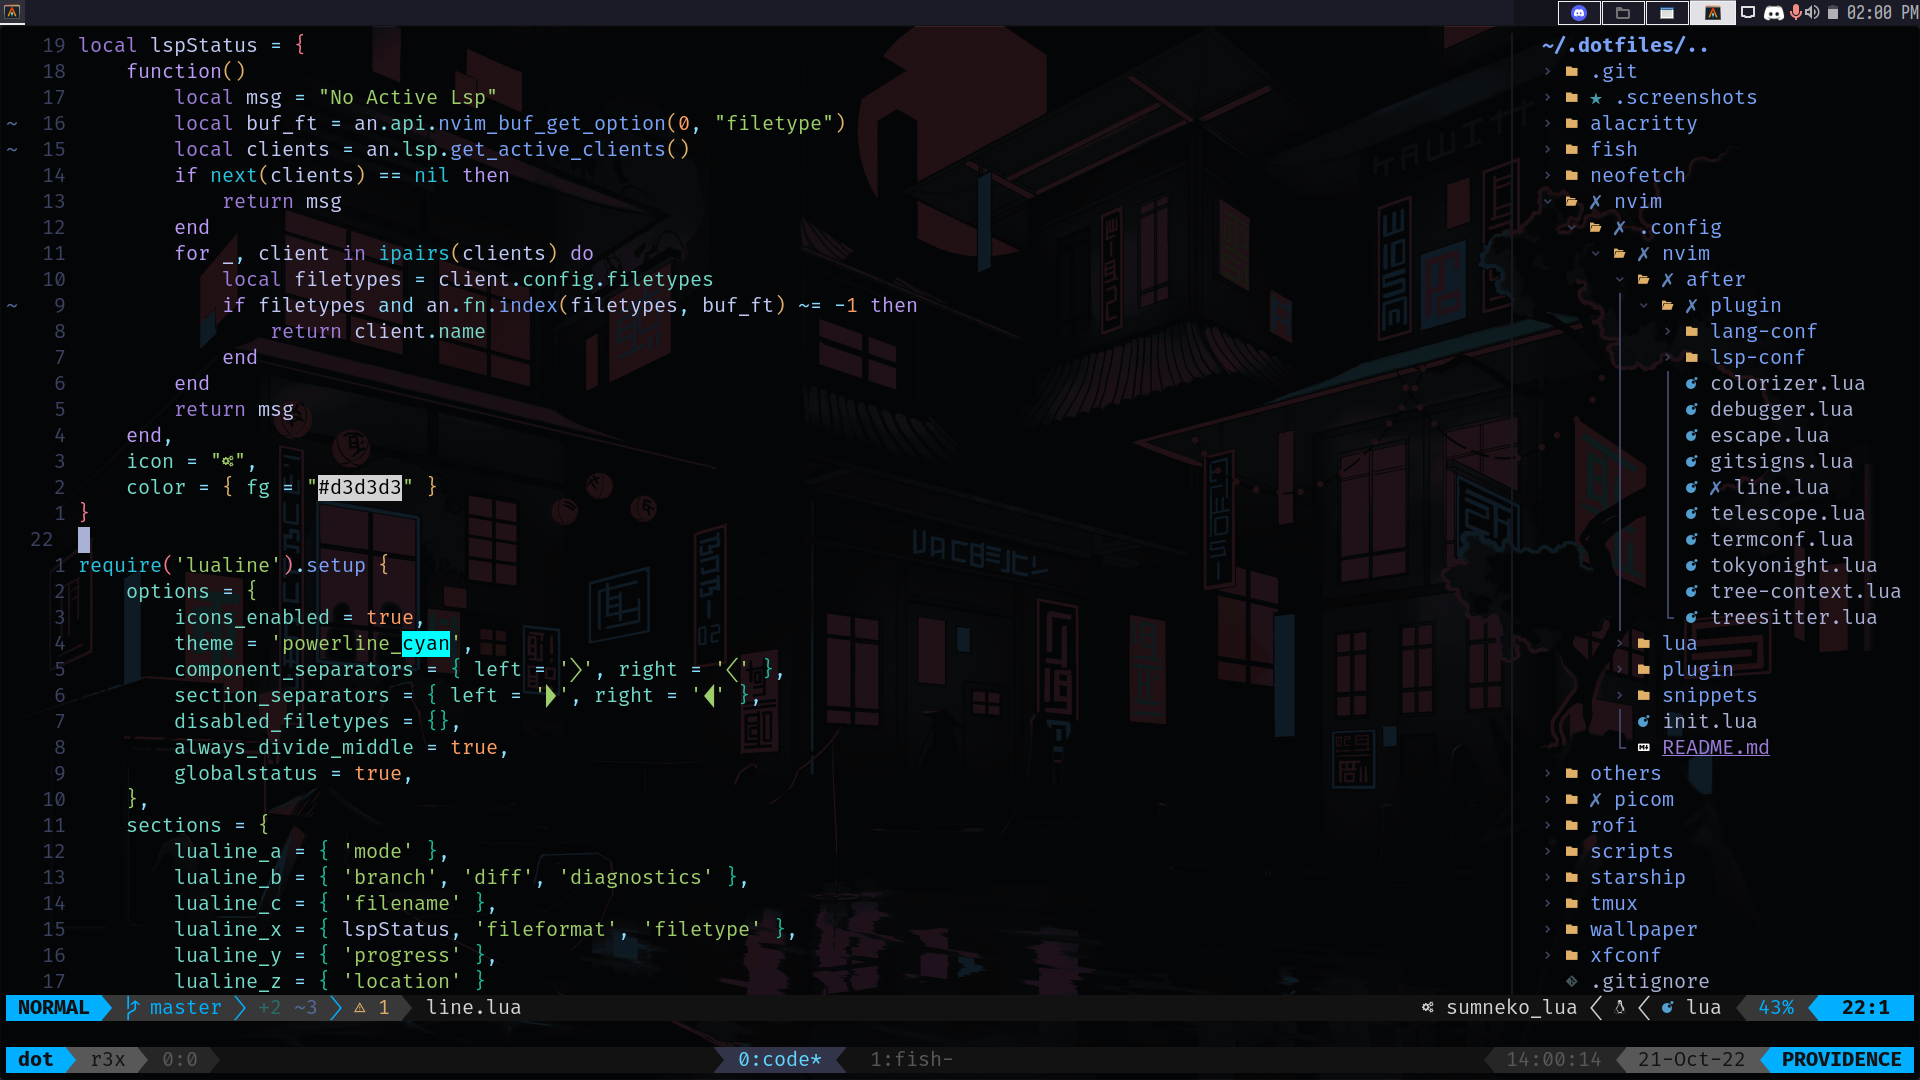 02:00 PM
19 local lspStatus = {
18 function()
17 local msg = "No Active Lsp"
~ 16 local buf_ft = an.api.nvim_buf_get_option(0, "filetype")
~ 15 local clients = an.lsp.get_active_clients()
14 if next(clients) == nil then
13 return msg
12 end
11 for _, client in ipairs(clients) do
10 local filetypes = client.config.filetypes
~ 9 if filetypes and an.fn.index(filetypes, buf_ft) ~= -1 then
8 return client.name
7 end
6 end
5 return msg
4 end,
3 icon = "",
2 color = { fg = "#d3d3d3" }
1 }
22
1 require('lualine').setup {
2 options = {
3 icons_enabled = true,
4 theme = 'powerline_cyan',
5 component_separators = { left = '', right = '' },
6 section_separators = { left = '', right = '' },
7 disabled_filetypes = {},
8 always_divide_middle = true,
9 globalstatus = true,
10 },
11 sections = {
12 lualine_a = { 'mode' },
13 lualine_b = { 'branch', 'diff', 'diagnostics' },
14 lualine_c = { 'filename' },
15 lualine_x = { lspStatus, 'fileformat', 'filetype' },
16 lualine_y = { 'progress' },
17 lualine_z = { 'location' }
~/.dotfiles/..
.git
★ .screenshots
alacritty
fish
neofetch
✗ nvim
✗ .config
✗ nvim
✗ after
✗ plugin
lang-conf
lsp-conf
colorizer.lua
debugger.lua
escape.lua
gitsigns.lua
✗ line.lua
telescope.lua
termconf.lua
tokyonight.lua
tree-context.lua
treesitter.lua
lua
plugin
snippets
init.lua
README.md
others
✗ picom
rofi
scripts
starship
tmux
wallpaper
xfconf
.gitignore
NORMAL master +2 ~3 ⚠ 1 line.lua sumneko_lua lua 43% 22:1
dot r3x 0:0 0:code* 1:fish- 14:00:14 21-Oct-22 PROVIDENCE